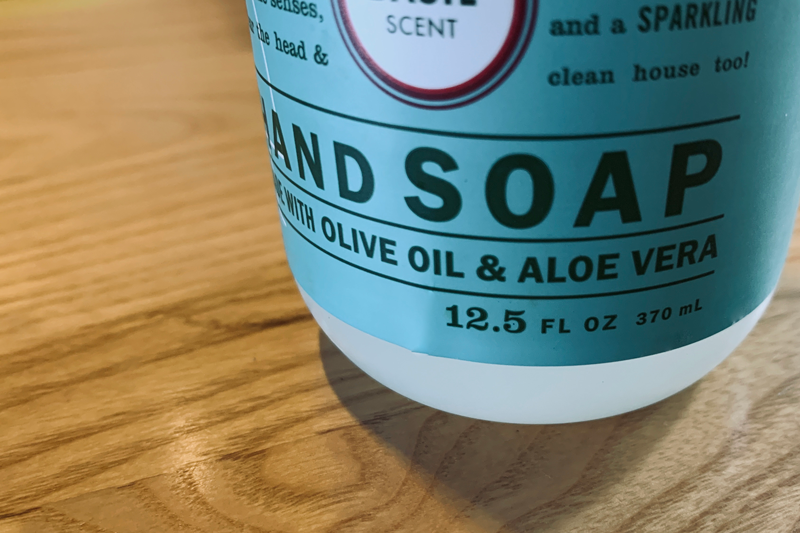 senses,
the head &
SCENT
and a SPARKLING
clean house too!
HAND SOAP
WITH OLIVE OIL & ALOE VERA
12.5 FL OZ 370 mL